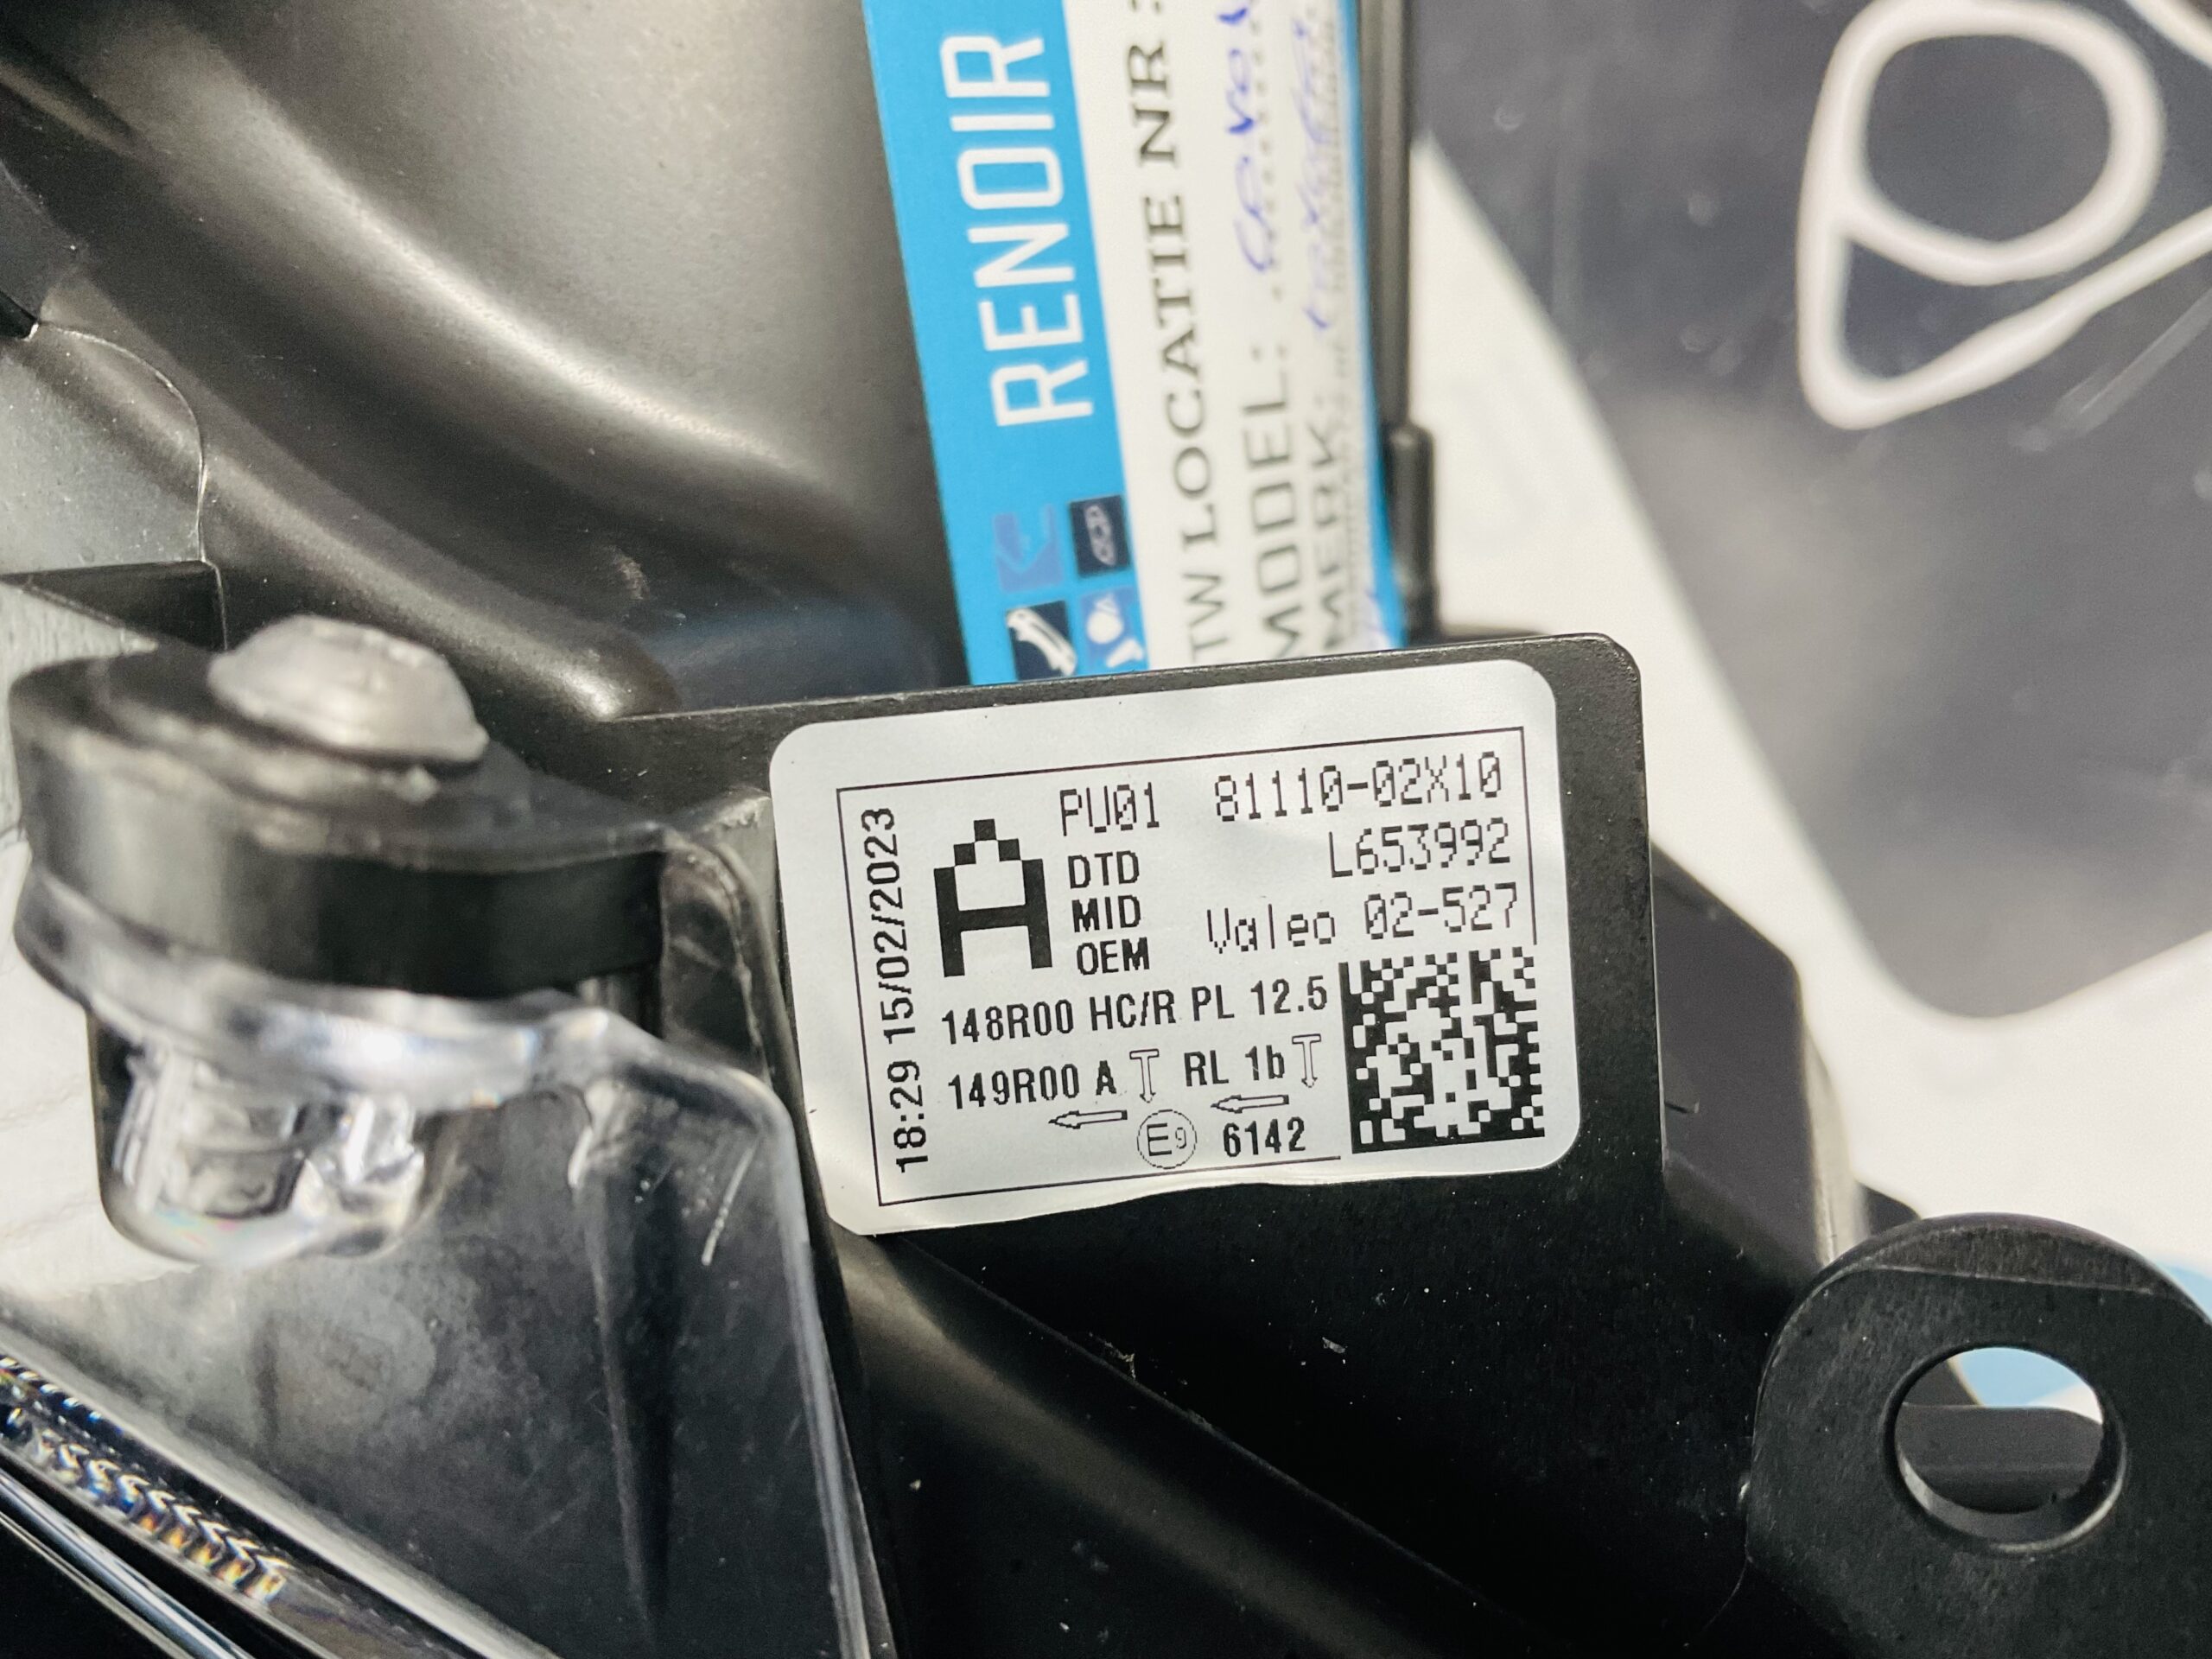 RENOIR
TW LOCATIE NR :
MODEL:
MERK:
18:29 15/02/2023
PU01 81110-02X10
A
DTD
L653992
MID
Valeo 02-527
OEM
148R00 HC/R PL 12.5
149R00 A RL 1b
E9 6142